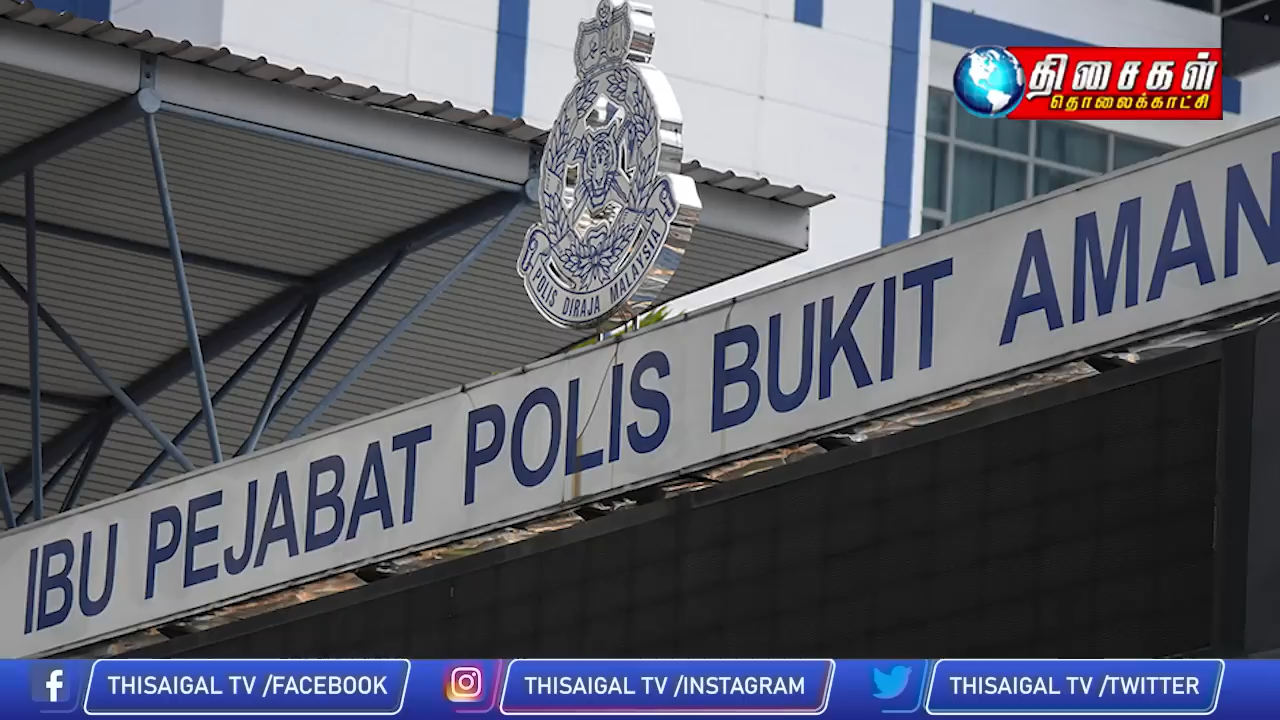 திசைகள்
தொலைக்காட்சி
POLIS DIRAJA MALAYSIA
IBU PEJABAT POLIS BUKIT AMAN
THISAIGAL TV /FACEBOOK
THISAIGAL TV /INSTAGRAM
THISAIGAL TV /TWITTER